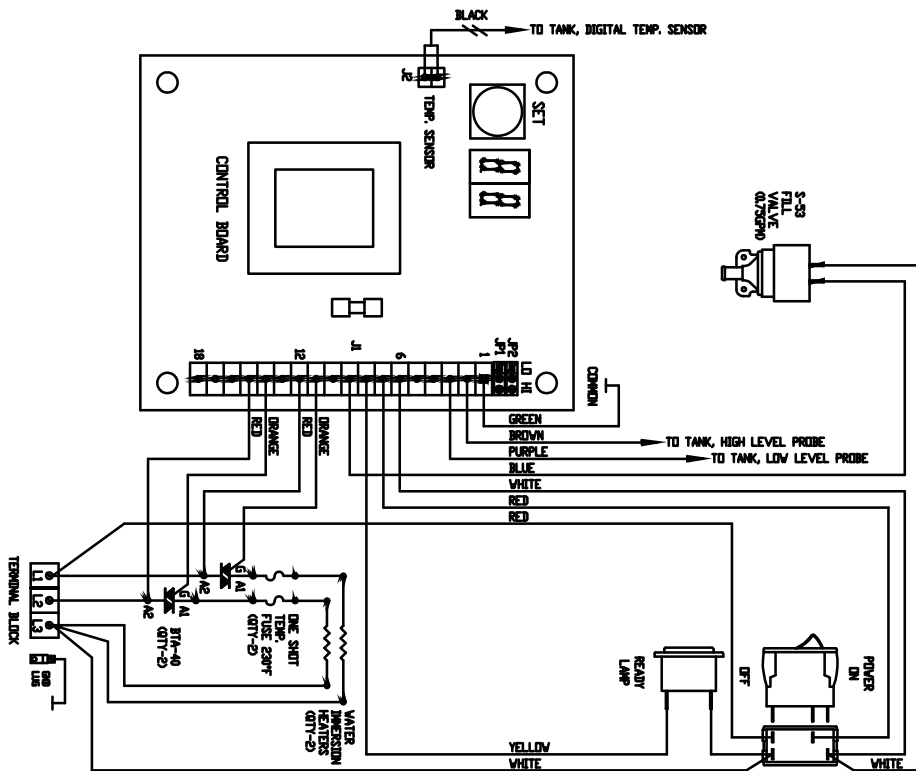 BLACK
TO TANK, DIGITAL TEMP. SENSOR
J2
TEMP. SENSOR
SET
CONTROL BOARD
S-53
FILL
VALVE
(0.75GPM)
18
12
J1
6
1
JP1
JP2
LO
HI
COMMON
RED
ORANGE
RED
ORANGE
GREEN
BROWN
TO TANK, HIGH LEVEL PROBE
PURPLE
TO TANK, LOW LEVEL PROBE
BLUE
WHITE
RED
RED
TERMINAL BLOCK
L1
L2
L3
GND
LUG
A2
G
A1
A2
G
A1
BTA-40
(QTY-2)
ONE SHOT
TEMP.
FUSE 230°F
(QTY-2)
WATER
IMMERSION
HEATERS
(QTY-2)
READY
LAMP
OFF
POWER
ON
YELLOW
WHITE
WHITE